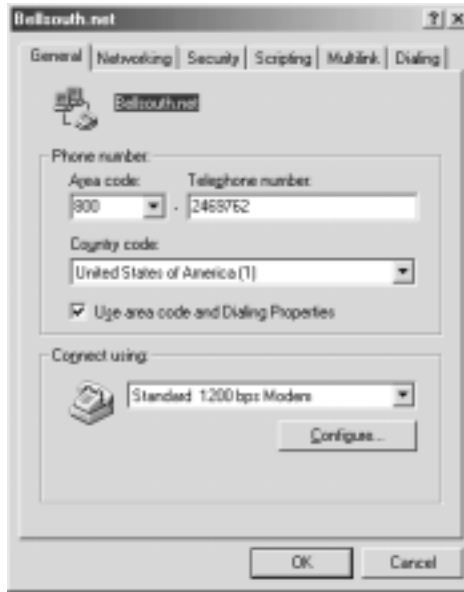 Bellsouth.net
General Networking Security Scripting Multilink Dialing
Bellsouth.net
Phone number:
Area code: Telephone number:
800 - 2469762
Country code:
United States of America (1)
Use area code and Dialing Properties
Connect using:
Standard 1200 bps Modem
Configure...
OK Cancel